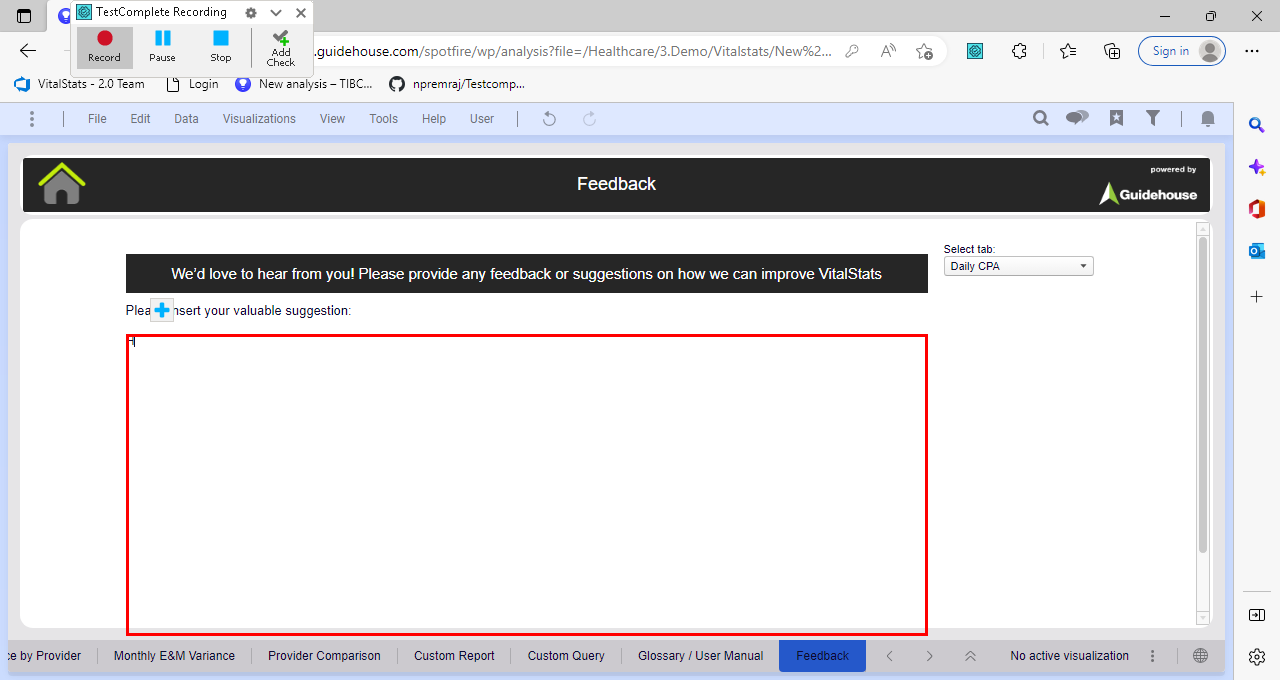 TestComplete Recording
Record
Pause
Stop
Add
Check
.guidehouse.com/spotfire/wp/analysis?file=/Healthcare/3.Demo/Vitalstats/New%2...
Sign in
VitalStats - 2.0 Team
Login
New analysis – TIBC...
npremraj/Testcomp...
File
Edit
Data
Visualizations
View
Tools
Help
User
Feedback
powered by
Guidehouse
We'd love to hear from you! Please provide any feedback or suggestions on how we can improve VitalStats
Select tab:
Daily CPA
your valuable suggestion:
by Provider
Monthly E&M Variance
Provider Comparison
Custom Report
Custom Query
Glossary / User Manual
Feedback
No active visualization